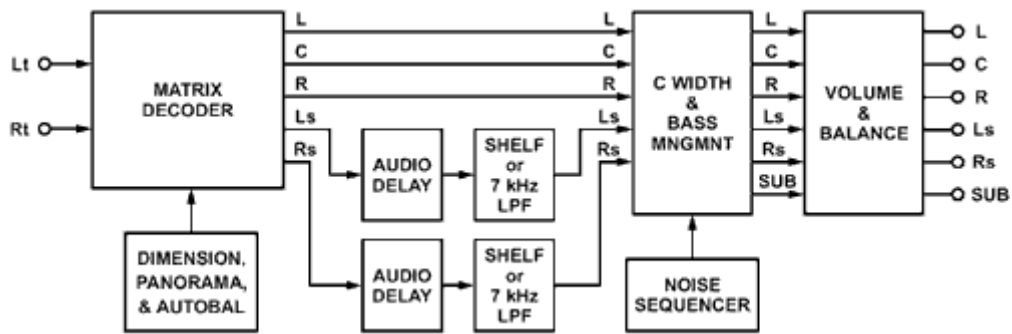 Lt
Rt
MATRIX
DECODER
DIMENSION,
PANORAMA,
& AUTOBAL
L
C
R
Ls
Rs
AUDIO
DELAY
SHELF
or
7 kHz
LPF
AUDIO
DELAY
SHELF
or
7 kHz
LPF
L
C
R
Ls
Rs
C WIDTH
&
BASS
MNGMNT
NOISE
SEQUENCER
L
C
R
Ls
Rs
SUB
VOLUME
&
BALANCE
L
C
R
Ls
Rs
SUB